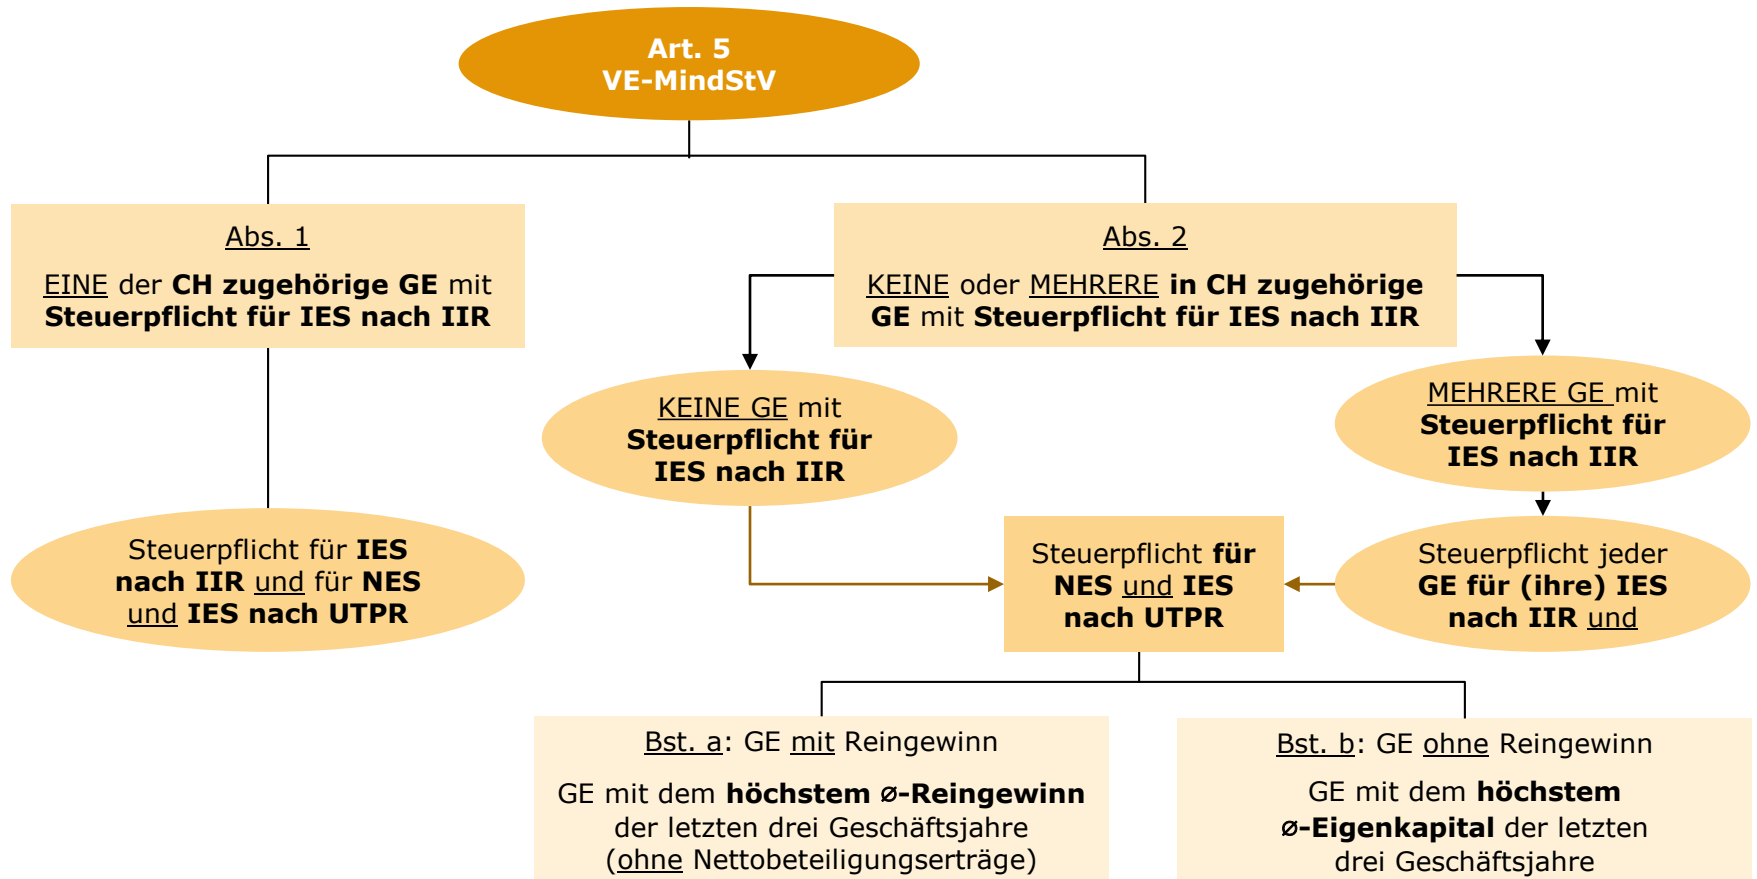 Art. 5
VE-MindStV
Abs. 1
EINE der CH zugehörige GE mit
Steuerpflicht für IES nach IIR
Abs. 2
KEINE oder MEHRERE in CH zugehörige
GE mit Steuerpflicht für IES nach IIR
KEINE GE mit
Steuerpflicht für
IES nach IIR
MEHRERE GE mit
Steuerpflicht für
IES nach IIR
Steuerpflicht für IES
nach IIR und für NES
und IES nach UTPR
Steuerpflicht für
NES und IES
nach UTPR
Steuerpflicht jeder
GE für (ihre) IES
nach IIR und
Bst. a: GE mit Reingewinn
GE mit dem höchstem ø-Reingewinn
der letzten drei Geschäftsjahre
(ohne Nettobeteiligungserträge)
Bst. b: GE ohne Reingewinn
GE mit dem höchstem
ø-Eigenkapital der letzten
drei Geschäftsjahre